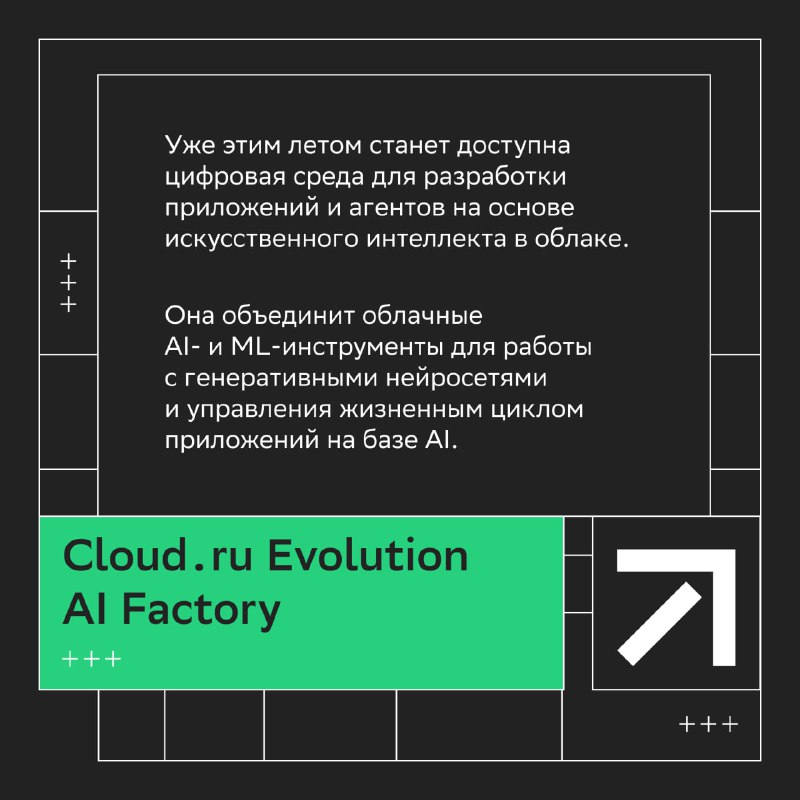 Уже этим летом станет доступна
цифровая среда для разработки
приложений и агентов на основе
искусственного интеллекта в облаке.
Она объединит облачные
AI- и ML-инструменты для работы
с генеративными нейросетями
и управления жизненным циклом
приложений на базе AI.
Cloud.ru Evolution
AI Factory